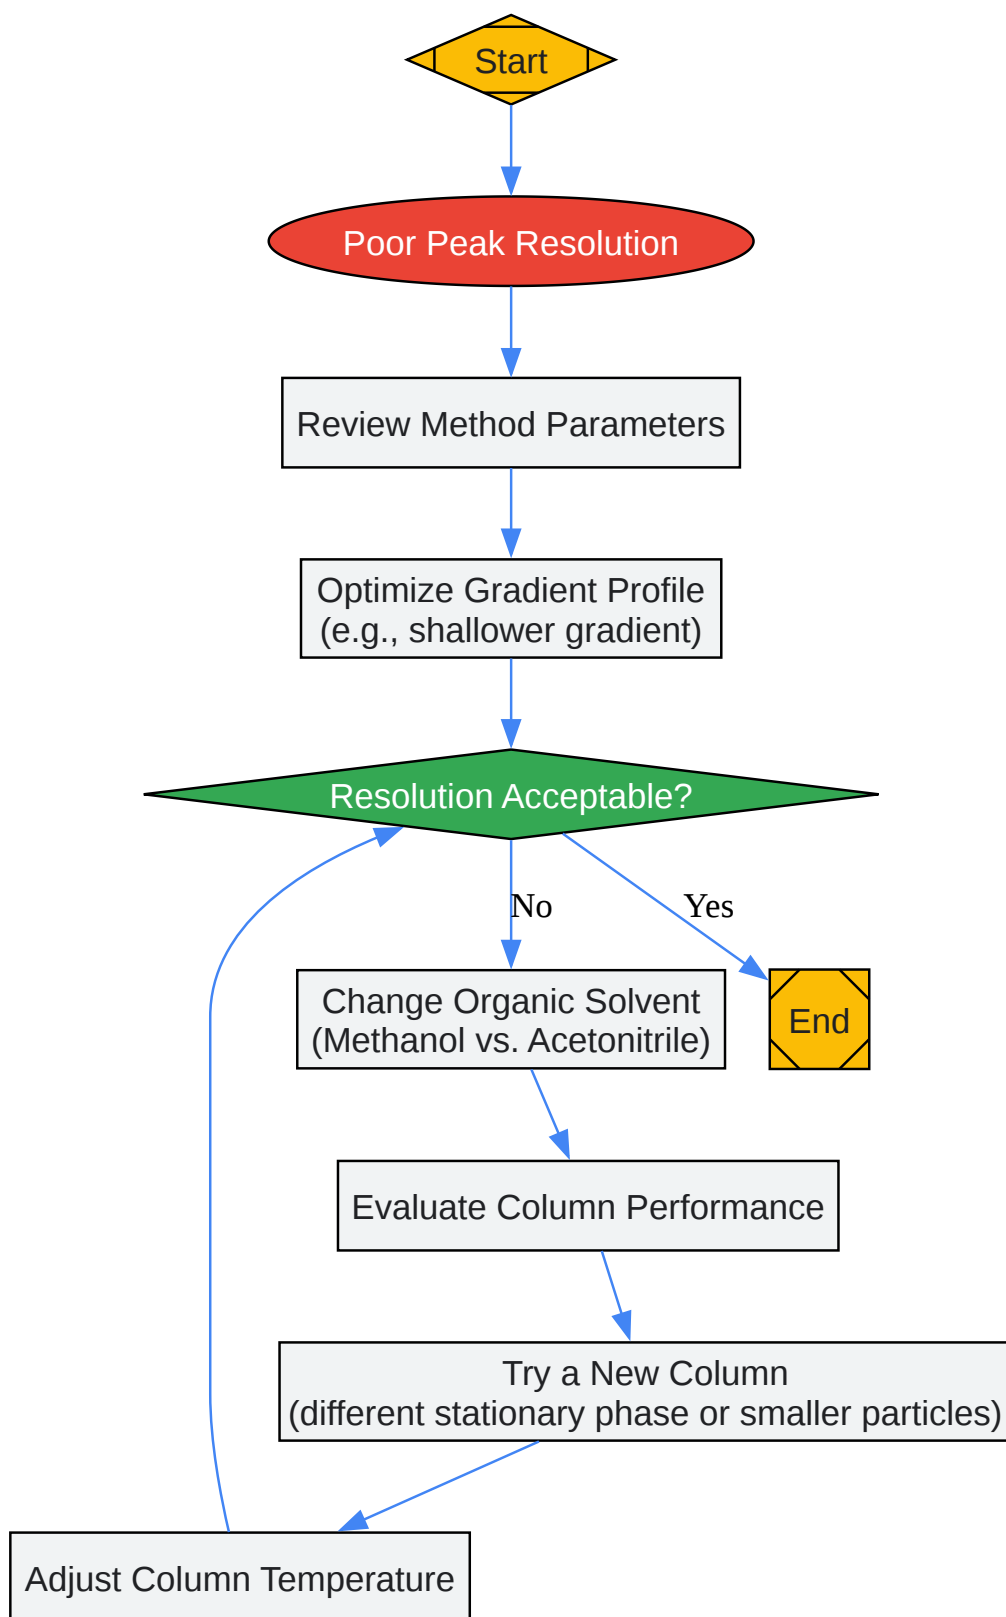 Start
Poor Peak Resolution
Review Method Parameters
Optimize Gradient Profile
(e.g., shallower gradient)
Resolution Acceptable?
No
Yes
Change Organic Solvent
(Methanol vs. Acetonitrile)
End
Evaluate Column Performance
Try a New Column
(different stationary phase or smaller particles)
Adjust Column Temperature